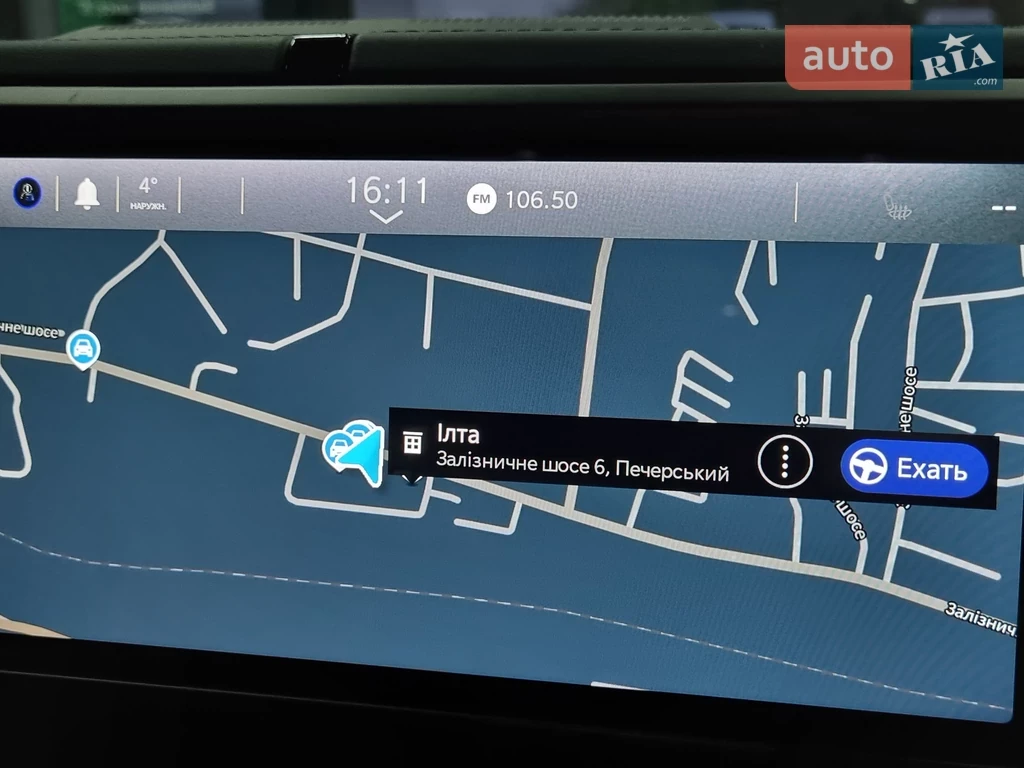 auto RIA
.com
4°
НАРУЖН.
16:11
FM 106.50
--
чне шосе
Ілта
Залізничне шосе 6, Печерський
Ехать
не шосе
шосе
Залізнич